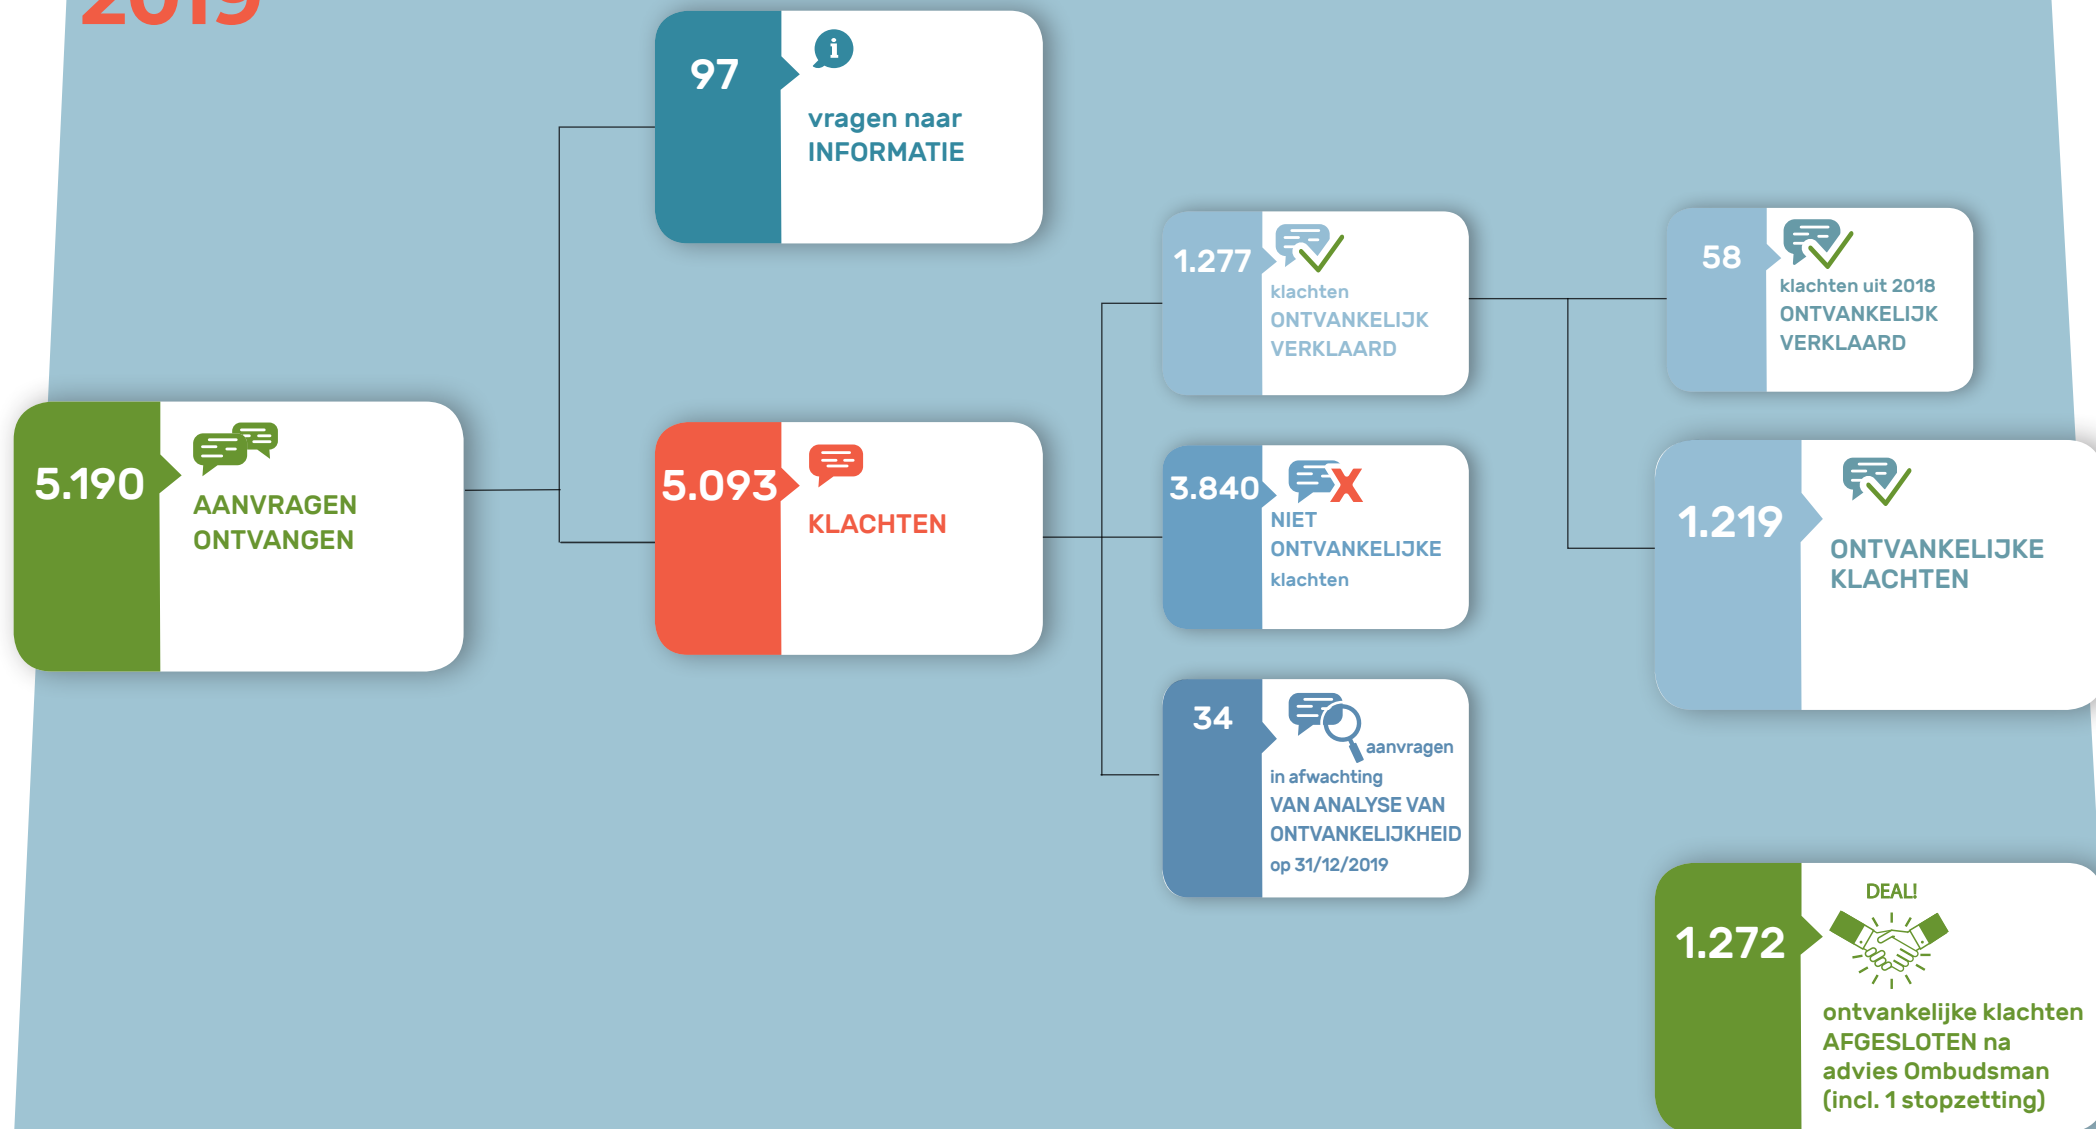 2019
97
vragen naar
INFORMATIE
5.190
AANVRAGEN
ONTVANGEN
5.093
KLACHTEN
1.277
klachten
ONTVANKELIJK
VERKLAARD
3.840
X
NIET
ONTVANKELIJKE
klachten
34
aanvragen
in afwachting
VAN ANALYSE VAN
ONTVANKELIJKHEID
op 31/12/2019
58
klachten uit 2018
ONTVANKELIJK
VERKLAARD
1.219
ONTVANKELIJKE
KLACHTEN
1.272
DEAL!
ontvankelijke klachten
AFGESLOTEN na
advies Ombudsman
(incl. 1 stopzetting)